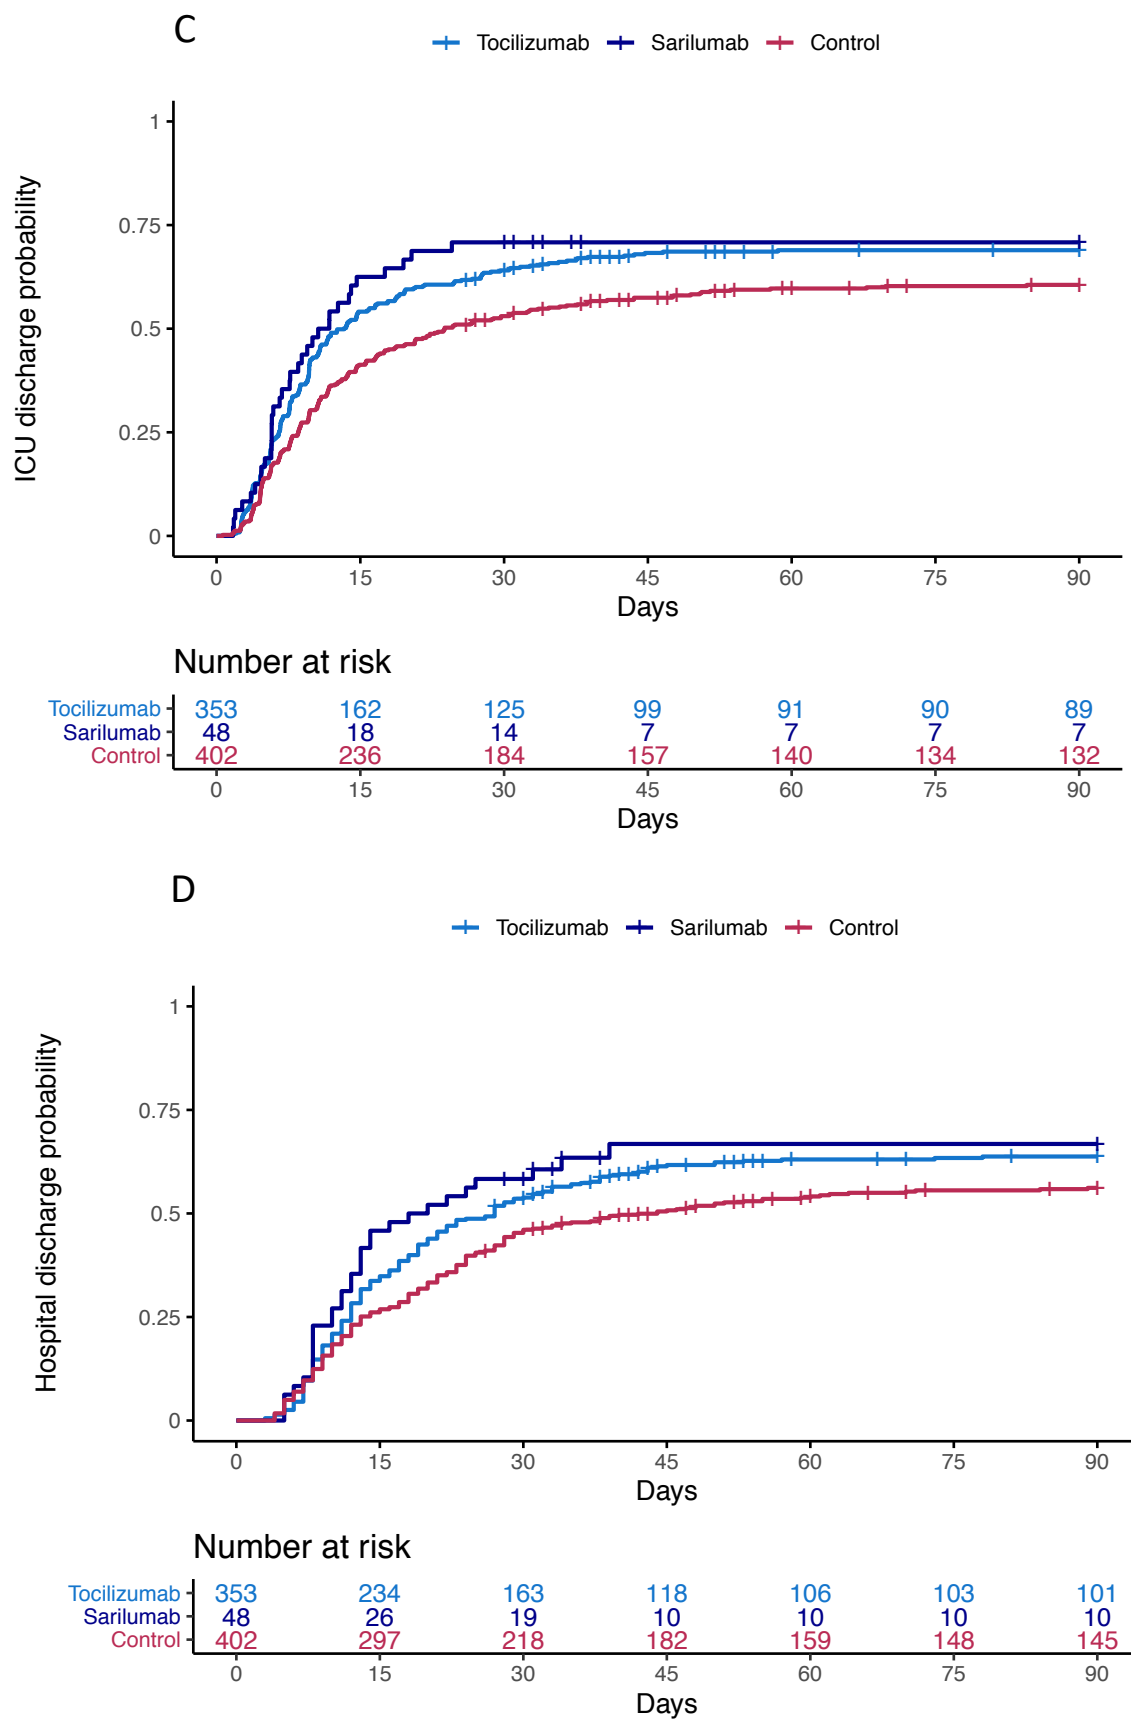 C
Tocilizumab Sarilumab Control
ICU discharge probability
1
0.75
0.5
0.25
0
0 15 30 45 60 75 90
Days
Number at risk
Tocilizumab 353 162 125 99 91 90 89
Sarilumab 48 18 14 7 7 7 7
Control 402 236 184 157 140 134 132
0 15 30 45 60 75 90
Days
D
Tocilizumab Sarilumab Control
Hospital discharge probability
1
0.75
0.5
0.25
0
0 15 30 45 60 75 90
Days
Number at risk
Tocilizumab 353 234 163 118 106 103 101
Sarilumab 48 26 19 10 10 10 10
Control 402 297 218 182 159 148 145
0 15 30 45 60 75 90
Days